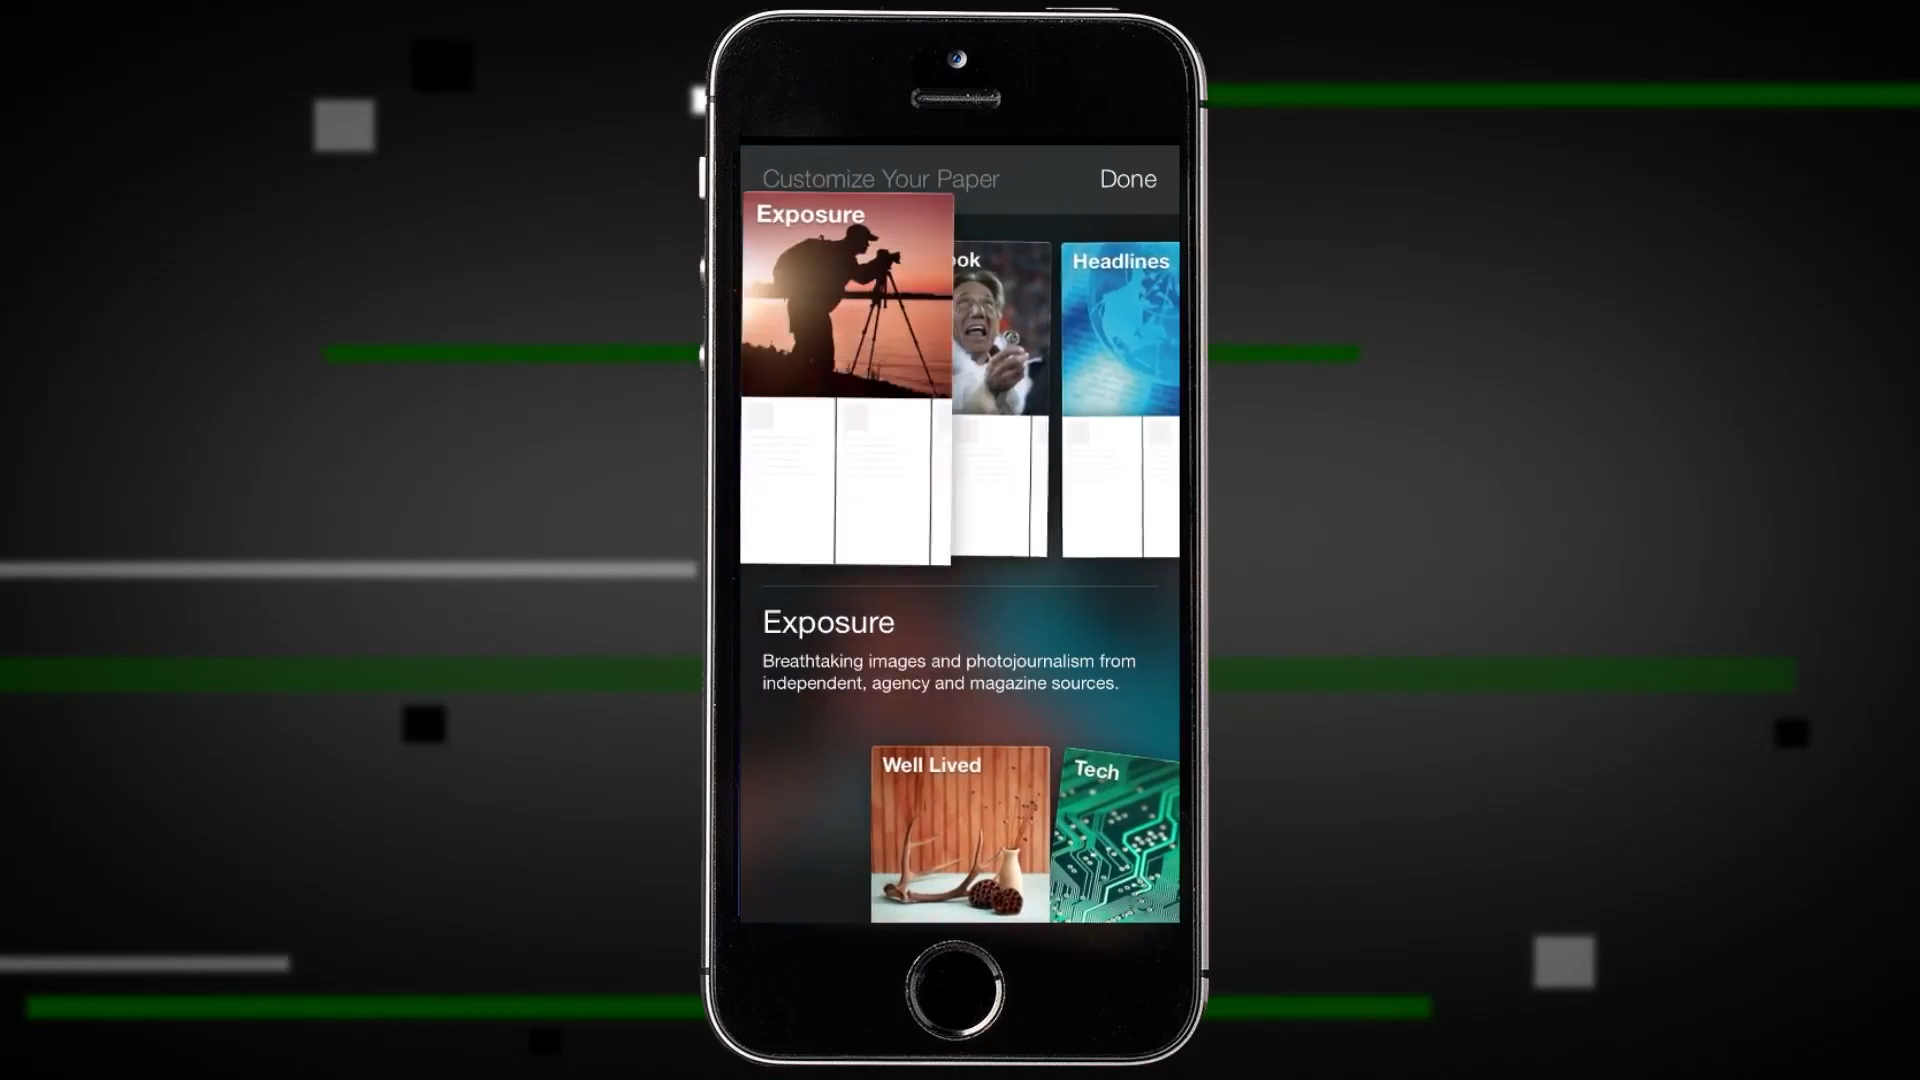 Customize Your Paper
Done
Exposure
ook
Headlines
Exposure
Breathtaking images and photojournalism from
independent, agency and magazine sources.
Well Lived
Tech